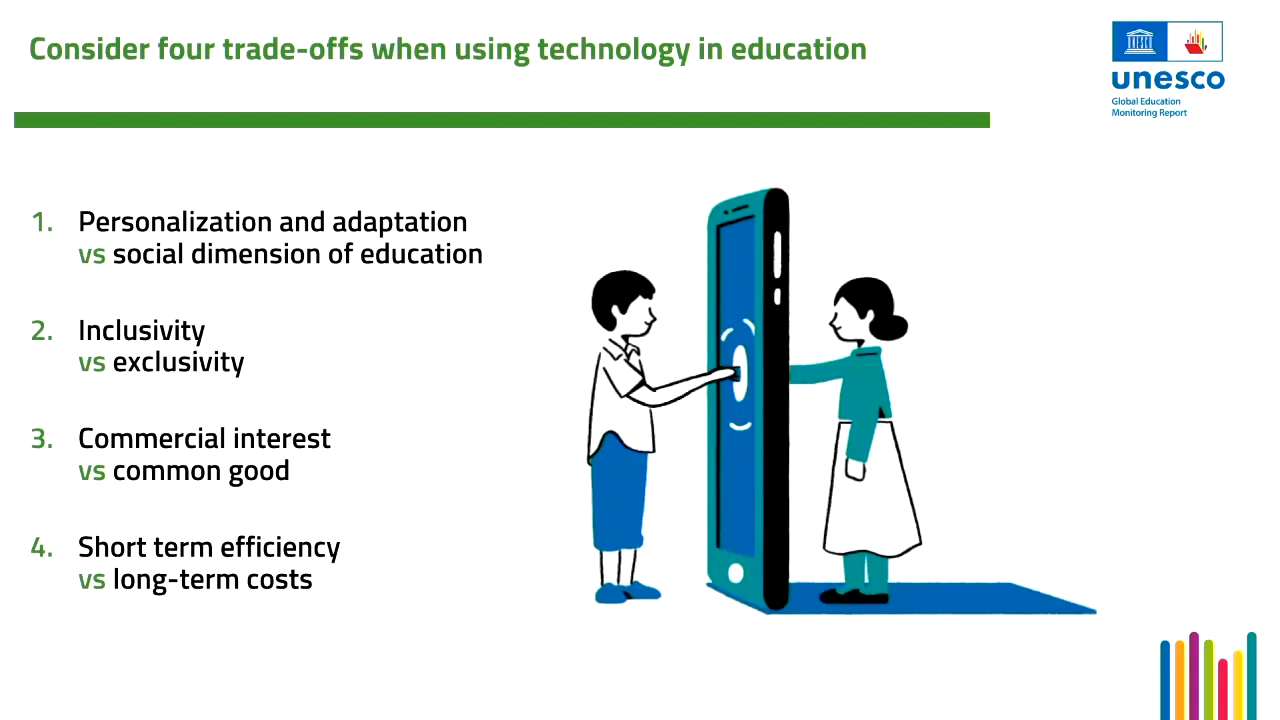 Consider four trade-offs when using technology in education
unesco
Global Education
Monitoring Report
1. Personalization and adaptation
vs social dimension of education
2. Inclusivity
vs exclusivity
3. Commercial interest
vs common good
4. Short term efficiency
vs long-term costs